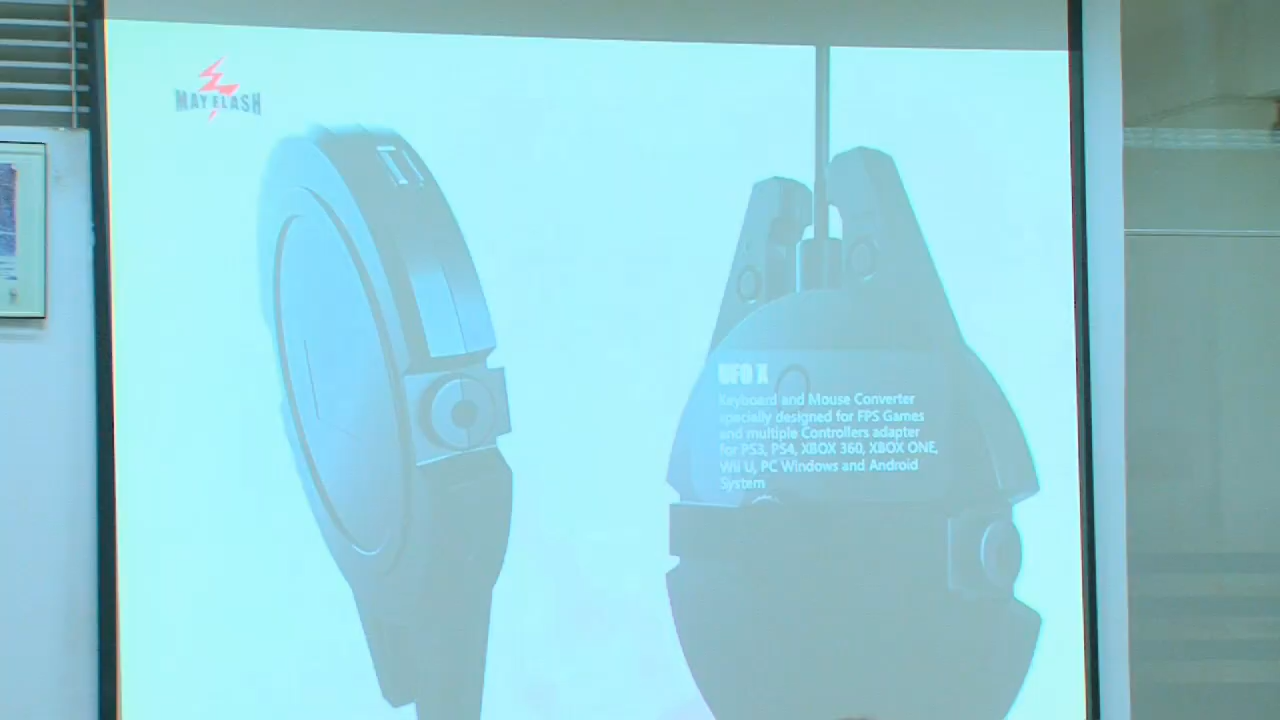 MAYFLASH
UFO X
Keyboard and Mouse Converter
specially designed for FPS Games
and multiple Controllers adapter
for PS3, PS4, XBOX 360, XBOX ONE,
Wii U, PC Windows and Android
System